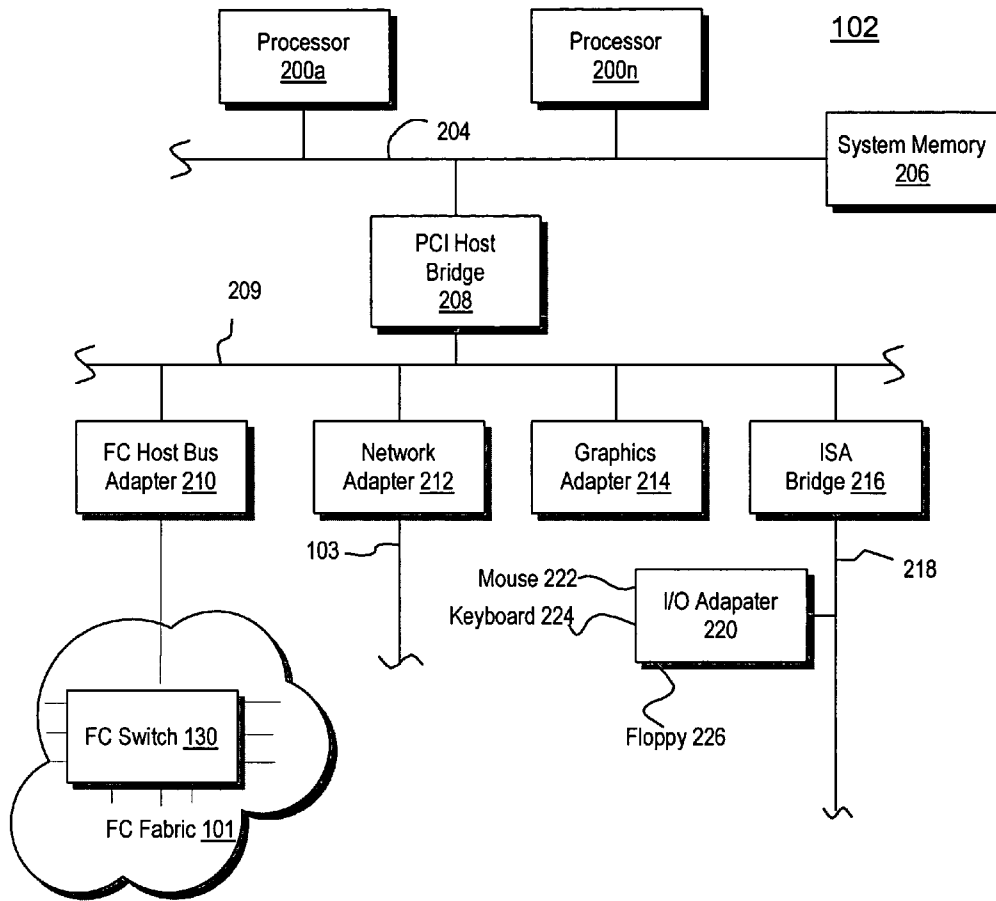 Processor
200a
Processor
200n
102
204
System Memory
206
PCI Host
Bridge
208
209
FC Host Bus
Adapter 210
Network
Adapter 212
Graphics
Adapter 214
ISA
Bridge 216
103
218
Mouse 222
Keyboard 224
I/O Adapater
220
Floppy 226
FC Switch 130
FC Fabric 101